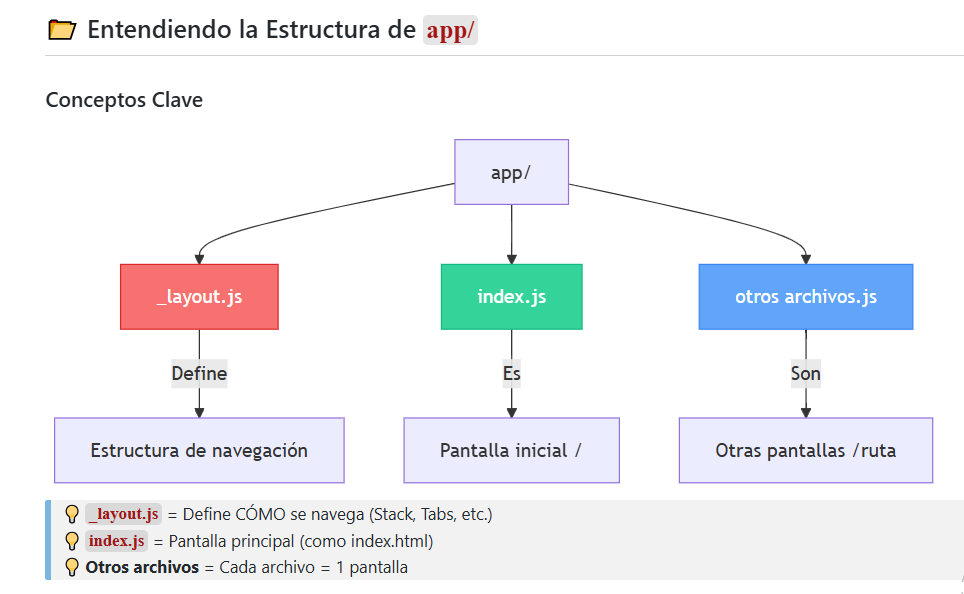 📂 Entendiendo la Estructura de app/
Conceptos Clave
app/
_layout.js
index.js
otros archivos.js
Define
Es
Son
Estructura de navegación
Pantalla inicial /
Otras pantallas /ruta
💡 _layout.js = Define CÓMO se navega (Stack, Tabs, etc.)
💡 index.js = Pantalla principal (como index.html)
💡 Otros archivos = Cada archivo = 1 pantalla